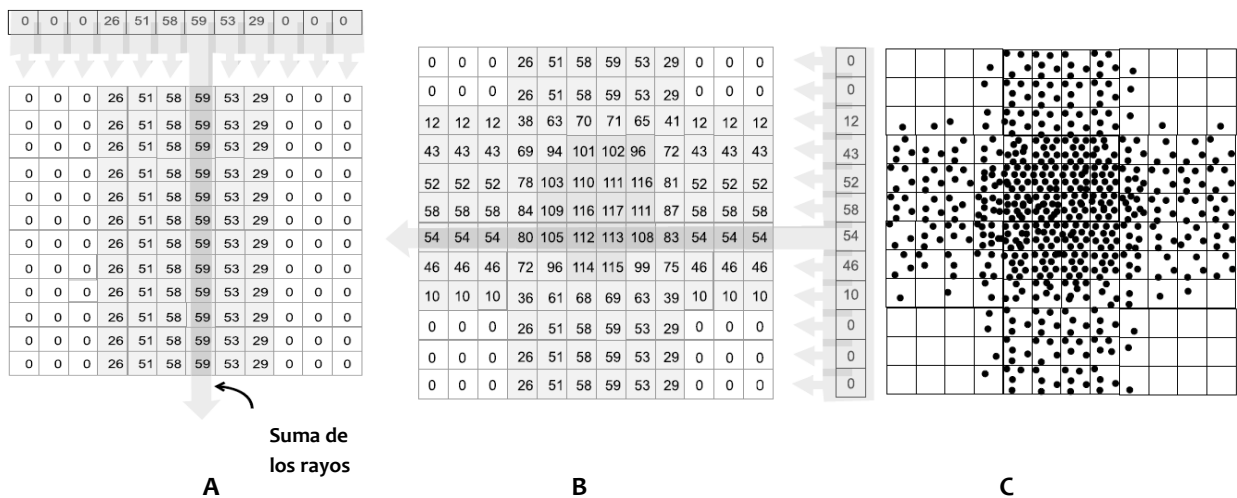 0 0 0 26 51 58 59 53 29 0 0 0
0 0 0 26 51 58 59 53 29 0 0 0
0 0 0 26 51 58 59 53 29 0 0 0
0 0 0 26 51 58 59 53 29 0 0 0
0 0 0 26 51 58 59 53 29 0 0 0
0 0 0 26 51 58 59 53 29 0 0 0
0 0 0 26 51 58 59 53 29 0 0 0
0 0 0 26 51 58 59 53 29 0 0 0
0 0 0 26 51 58 59 53 29 0 0 0
0 0 0 26 51 58 59 53 29 0 0 0
0 0 0 26 51 58 59 53 29 0 0 0
0 0 0 26 51 58 59 53 29 0 0 0
0 0 0 26 51 58 59 53 29 0 0 0
Suma de
los rayos
A
0 0 0 26 51 58 59 53 29 0 0 0 0
0 0 0 26 51 58 59 53 29 0 0 0 0
12 12 12 38 63 70 71 65 41 12 12 12 12
43 43 43 69 94 101 102 96 72 43 43 43 43
52 52 52 78 103 110 111 116 81 52 52 52 52
58 58 58 84 109 116 117 111 87 58 58 58 58
54 54 54 80 105 112 113 108 83 54 54 54 54
46 46 46 72 96 114 115 99 75 46 46 46 46
10 10 10 36 61 68 69 63 39 10 10 10 10
0 0 0 26 51 58 59 53 29 0 0 0 0
0 0 0 26 51 58 59 53 29 0 0 0 0
0 0 0 26 51 58 59 53 29 0 0 0 0
B
C